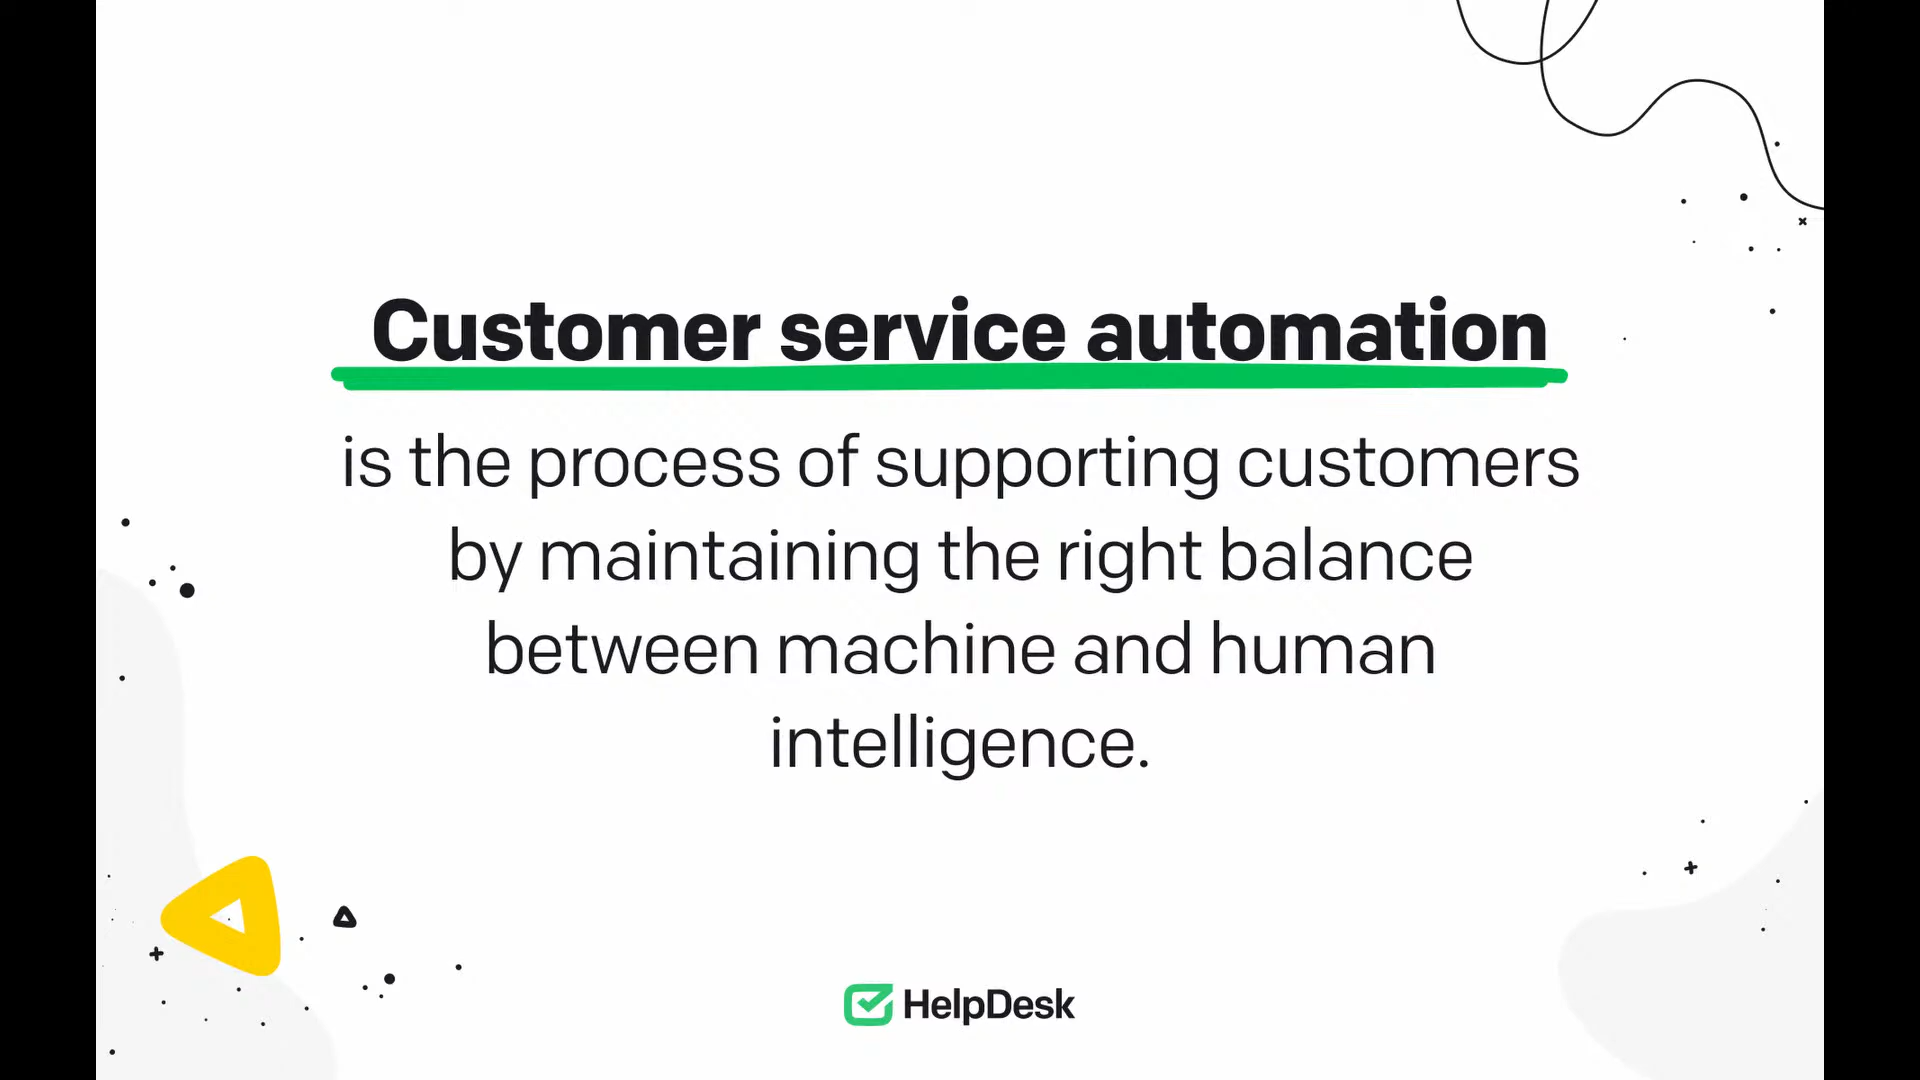 Customer service automation
is the process of supporting customers
by maintaining the right balance
between machine and human
intelligence.
HelpDesk